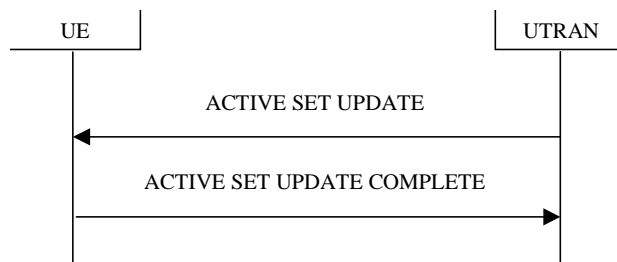 UE
UTRAN
ACTIVE SET UPDATE
ACTIVE SET UPDATE COMPLETE